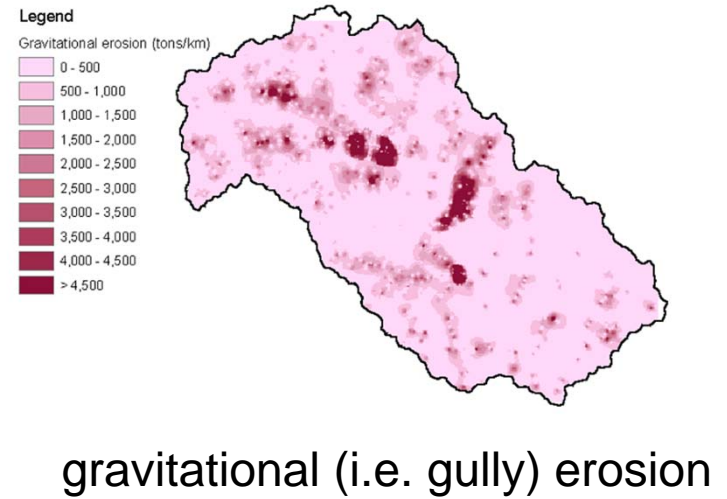 Legend
Gravitational erosion (tons/km)
0 - 500
500 - 1,000
1,000 - 1,500
1,500 - 2,000
2,000 - 2,500
2,500 - 3,000
3,000 - 3,500
3,500 - 4,000
4,000 - 4,500
> 4,500
gravitational (i.e. gully) erosion